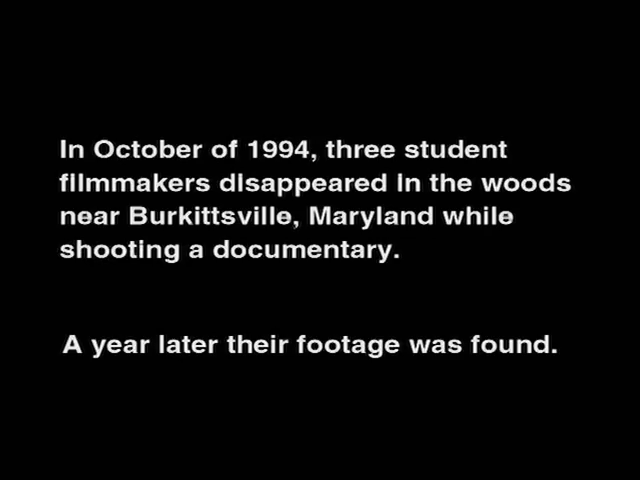 In October of 1994, three student
filmmakers disappeared in the woods
near Burkittsville, Maryland while
shooting a documentary.
A year later their footage was found.